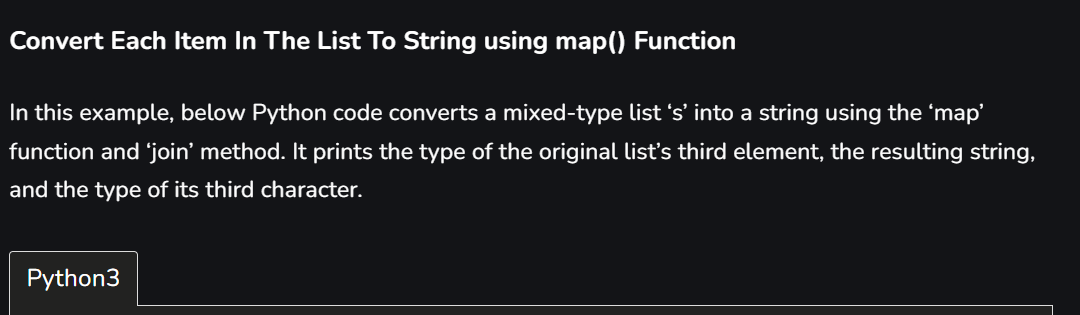 Convert Each Item In The List To String using map() Function
In this example, below Python code converts a mixed-type list ‘s’ into a string using the ‘map’
function and ‘join’ method. It prints the type of the original list’s third element, the resulting string,
and the type of its third character.
Python3